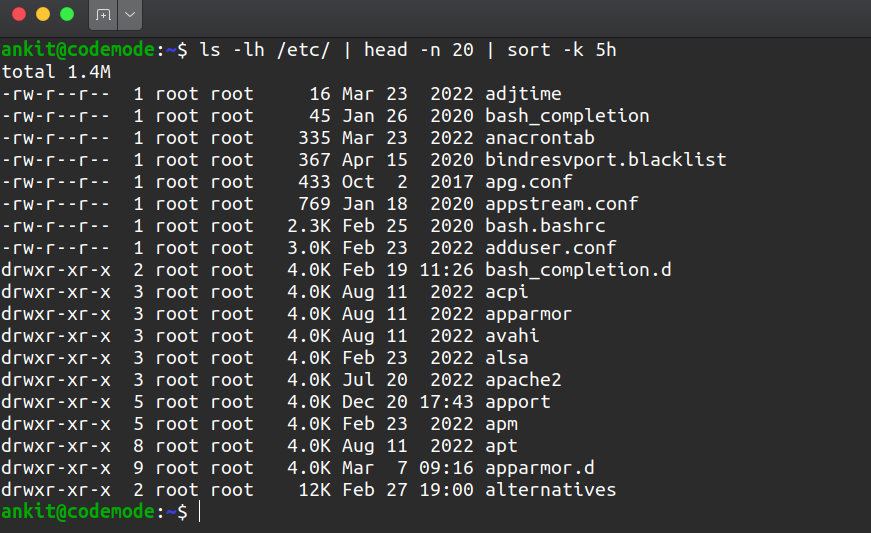 ankit@codemode:~$ ls -lh /etc/ | head -n 20 | sort -k 5h
total 1.4M
-rw-r--r--  1 root root     16 Mar 23  2022 adjtime
-rw-r--r--  1 root root     45 Jan 26  2020 bash_completion
-rw-r--r--  1 root root    335 Mar 23  2022 anacrontab
-rw-r--r--  1 root root    367 Apr 15  2020 bindresvport.blacklist
-rw-r--r--  1 root root    433 Oct  2  2017 apg.conf
-rw-r--r--  1 root root    769 Jan 18  2020 appstream.conf
-rw-r--r--  1 root root   2.3K Feb 25  2020 bash.bashrc
-rw-r--r--  1 root root   3.0K Feb 23  2022 adduser.conf
drwxr-xr-x  2 root root   4.0K Feb 19 11:26 bash_completion.d
drwxr-xr-x  3 root root   4.0K Aug 11  2022 acpi
drwxr-xr-x  3 root root   4.0K Aug 11  2022 apparmor
drwxr-xr-x  3 root root   4.0K Aug 11  2022 avahi
drwxr-xr-x  3 root root   4.0K Feb 23  2022 alsa
drwxr-xr-x  3 root root   4.0K Jul 20  2022 apache2
drwxr-xr-x  5 root root   4.0K Dec 20 17:43 apport
drwxr-xr-x  5 root root   4.0K Feb 23  2022 apm
drwxr-xr-x  8 root root   4.0K Aug 11  2022 apt
drwxr-xr-x  9 root root   4.0K Mar  7 09:16 apparmor.d
drwxr-xr-x  2 root root    12K Feb 27 19:00 alternatives
ankit@codemode:~$